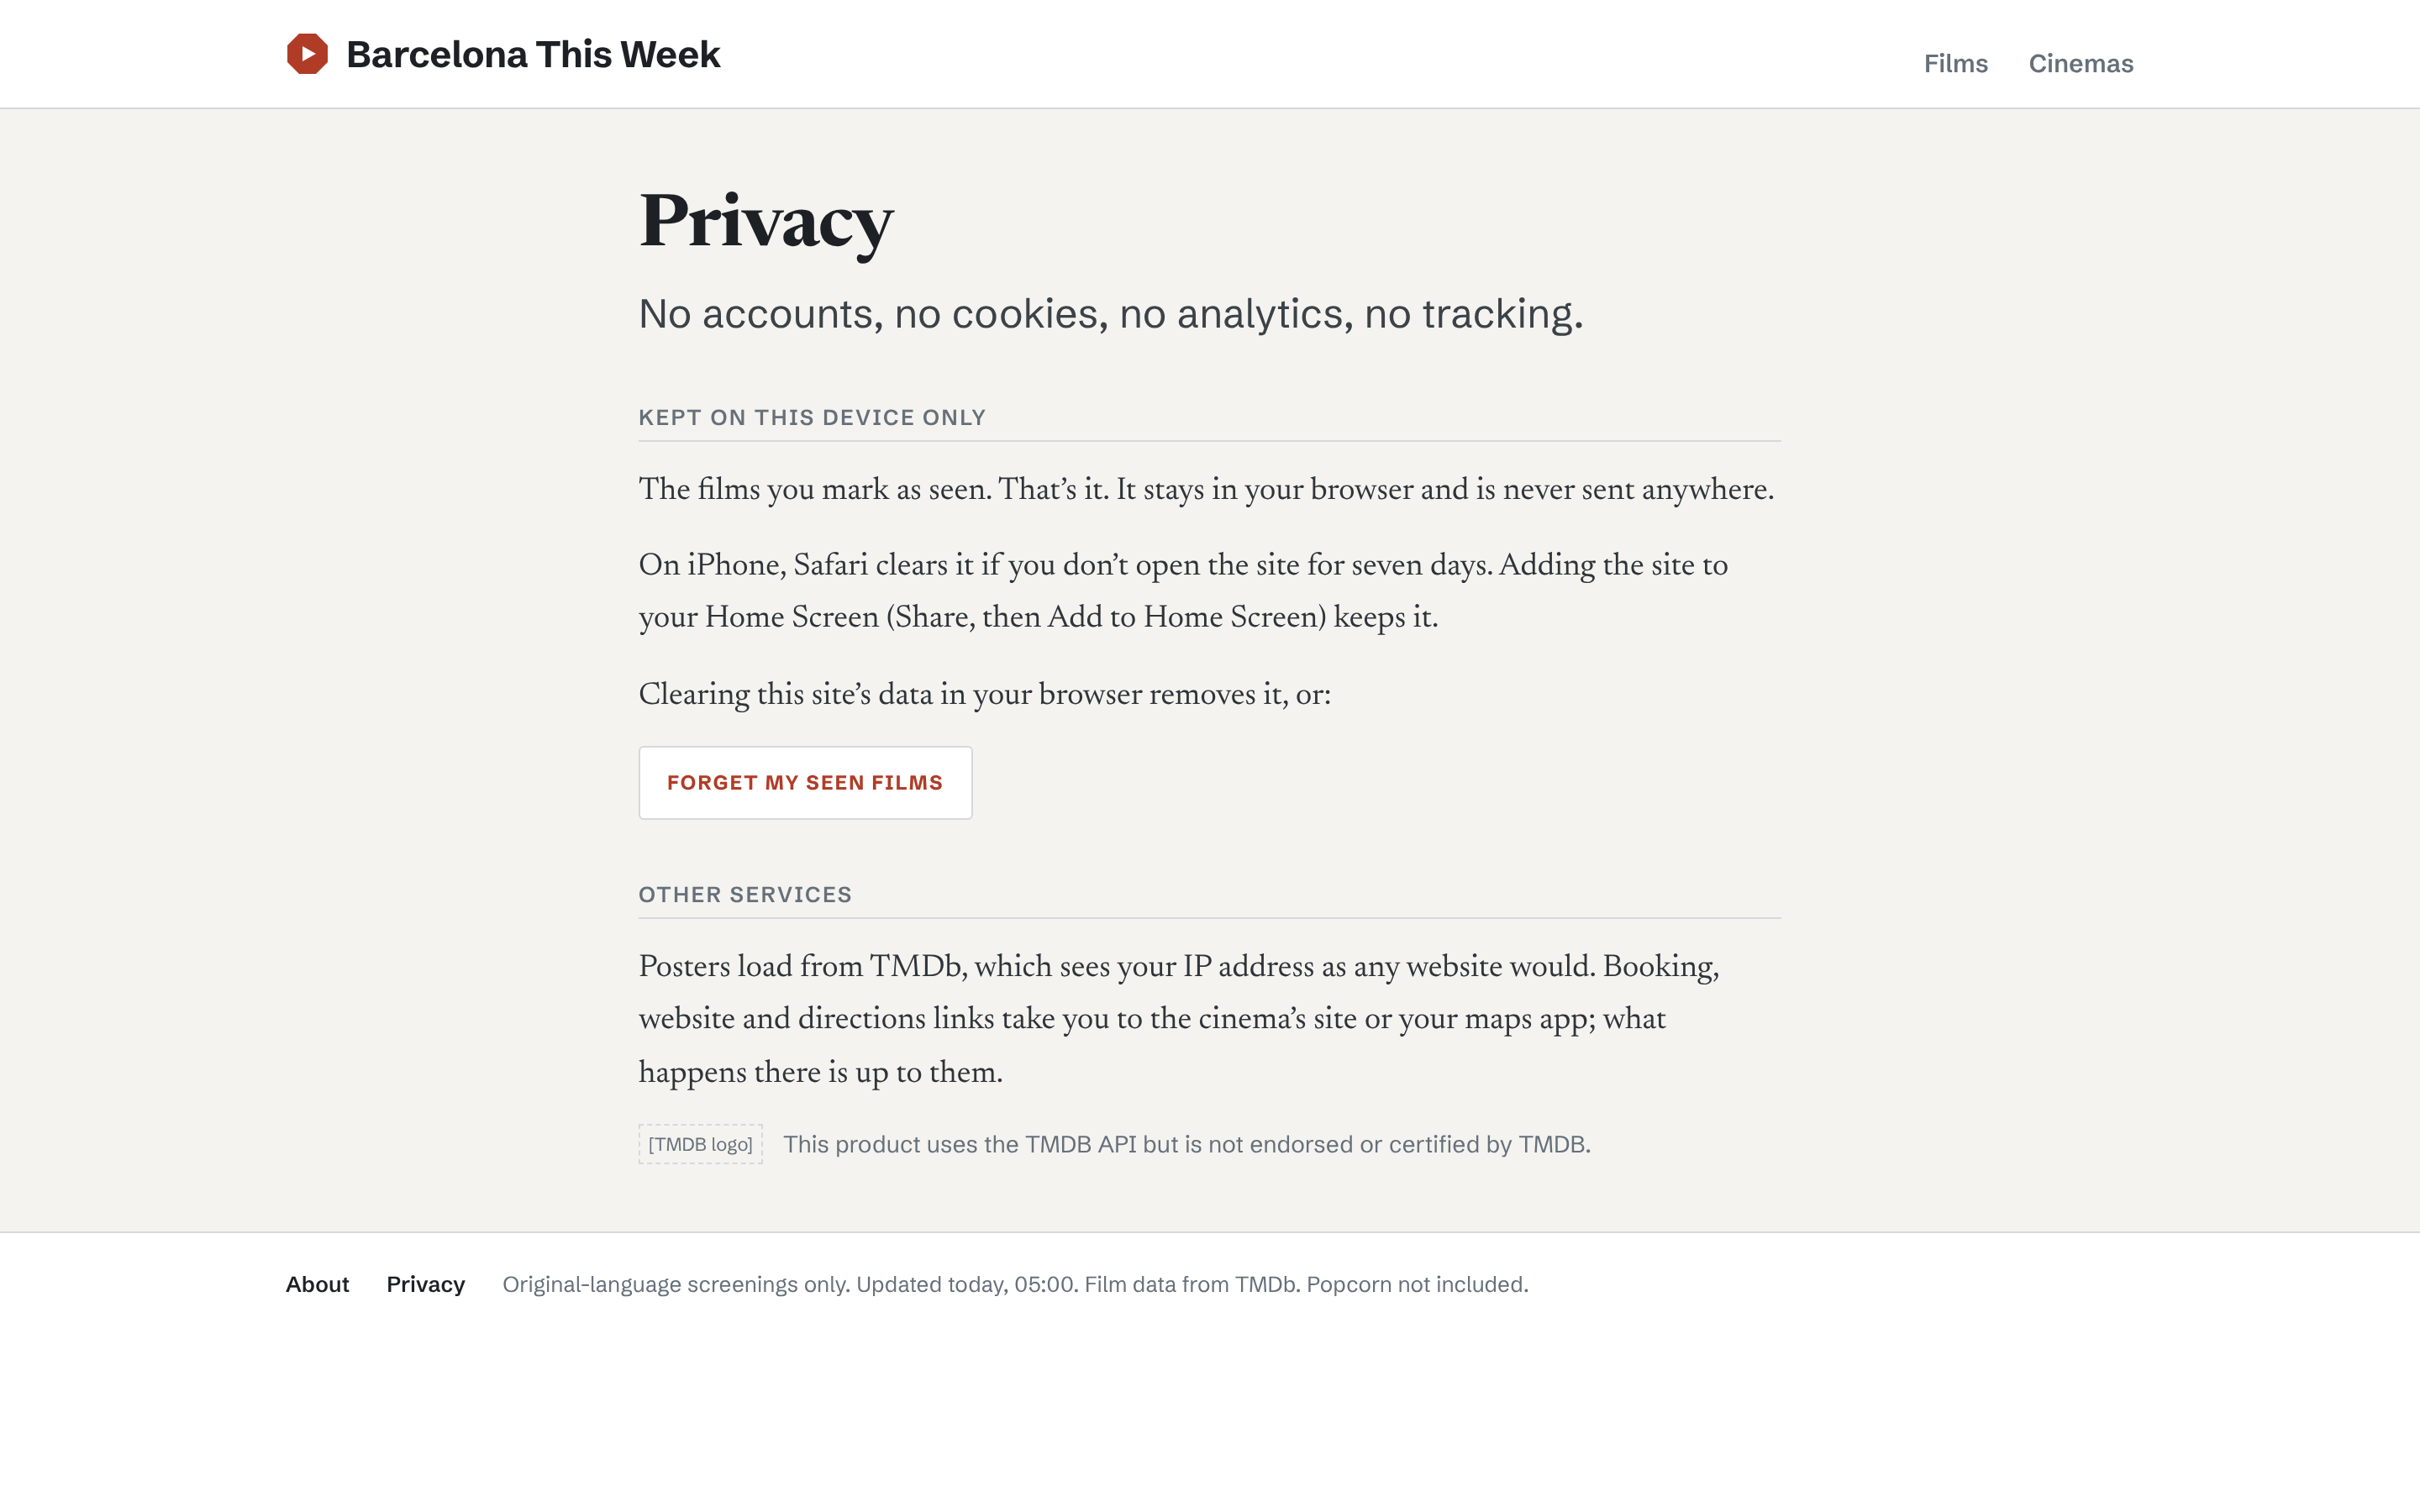 Barcelona This Week
Films
Cinemas
Privacy
No accounts, no cookies, no analytics, no tracking.
KEPT ON THIS DEVICE ONLY
The films you mark as seen. That’s it. It stays in your browser and is never sent anywhere.
On iPhone, Safari clears it if you don’t open the site for seven days. Adding the site to
your Home Screen (Share, then Add to Home Screen) keeps it.
Clearing this site’s data in your browser removes it, or:
FORGET MY SEEN FILMS
OTHER SERVICES
Posters load from TMDb, which sees your IP address as any website would. Booking,
website and directions links take you to the cinema’s site or your maps app; what
happens there is up to them.
[TMDB logo] This product uses the TMDB API but is not endorsed or certified by TMDB.
About Privacy Original-language screenings only. Updated today, 05:00. Film data from TMDb. Popcorn not included.